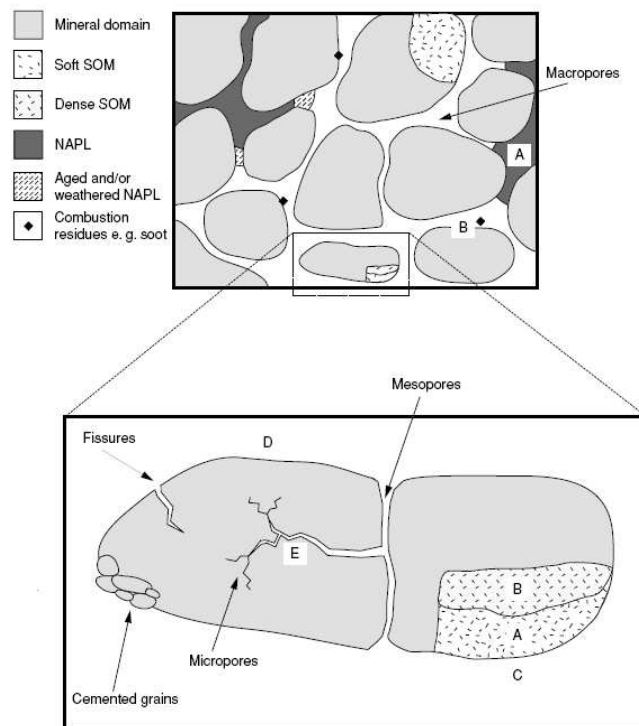 Mineral domain
Soft SOM
Dense SOM
NAPL
Aged and/or
weathered NAPL
Combustion
residues e. g. soot
Macropores
A
B
Mesopores
Fissures
D
E
B
A
C
Micropores
Cemented grains